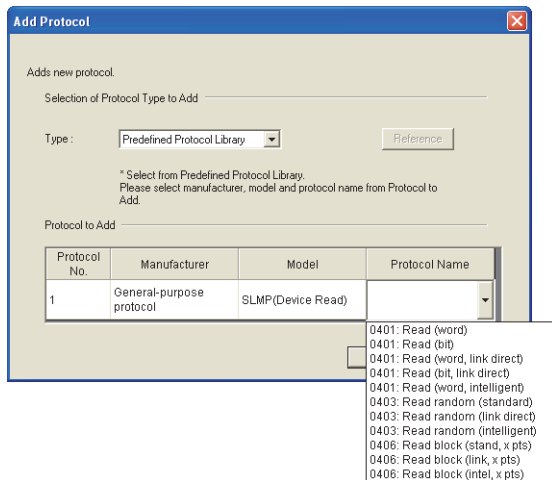 Add Protocol
Adds new protocol.
Selection of Protocol Type to Add
Type :
Predefined Protocol Library
Reference
* Select from Predefined Protocol Library.
Please select manufacturer, model and protocol name from Protocol to
Add.
Protocol to Add
Protocol No.
Manufacturer
Model
Protocol Name
1
General-purpose protocol
SLMP(Device Read)
0401: Read (word)
0401: Read (bit)
0401: Read (word, link direct)
0401: Read (bit, link direct)
0401: Read (word, intelligent)
0403: Read random (standard)
0403: Read random (link direct)
0403: Read random (intelligent)
0406: Read block (stand, x pts)
0406: Read block (link, x pts)
0406: Read block (intel, x pts)